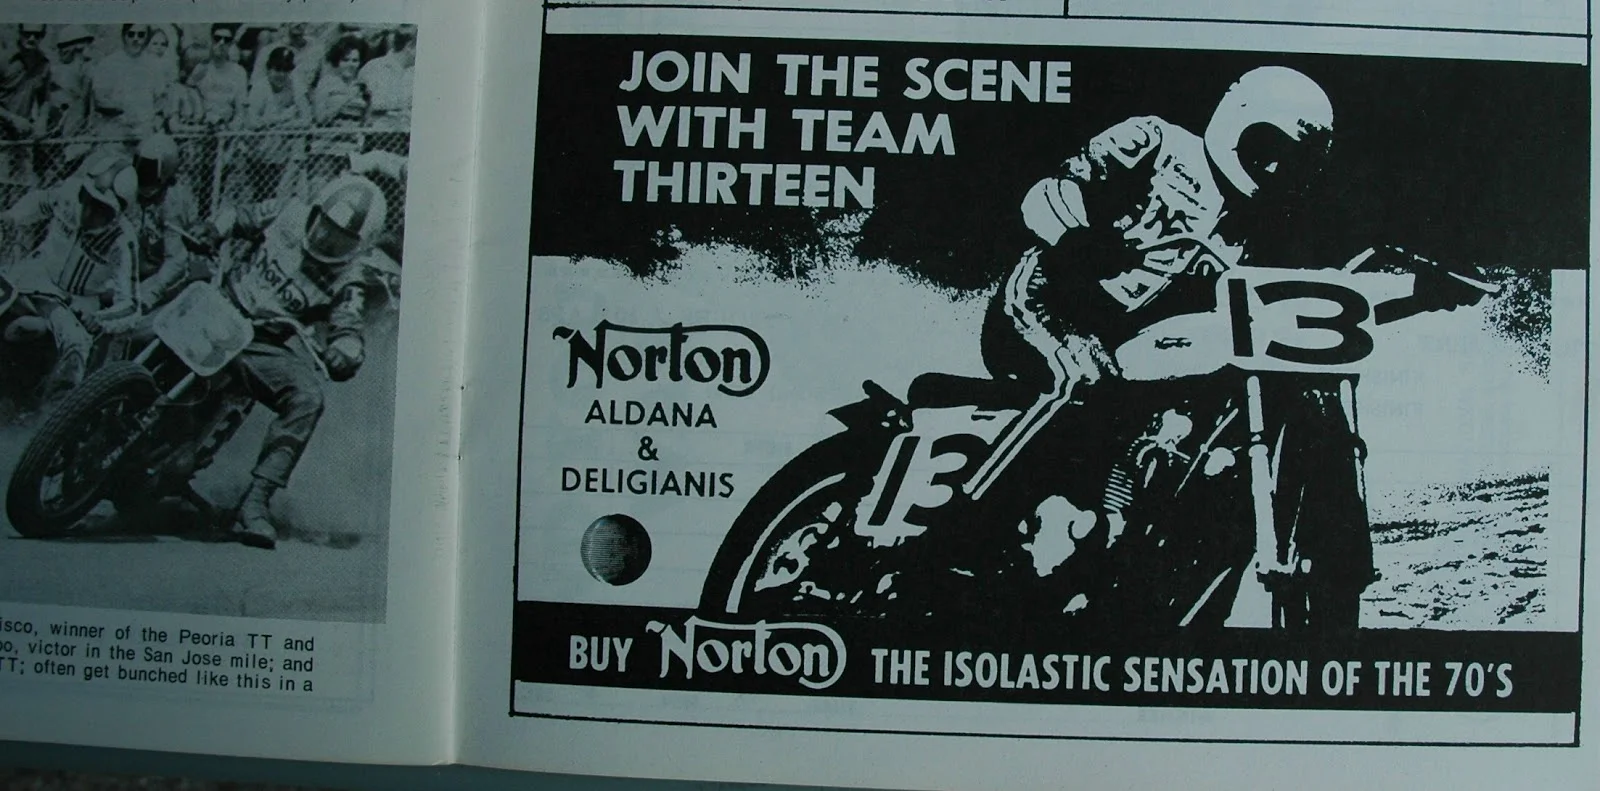 Norton
isco, winner of the Peoria TT and
oo, victor in the San Jose mile; and
TT; often get bunched like this in a
JOIN THE SCENE
WITH TEAM
THIRTEEN
13
Norton
ALDANA
&
DELIGIANIS
13
BUY Norton THE ISOLASTIC SENSATION OF THE 70'S